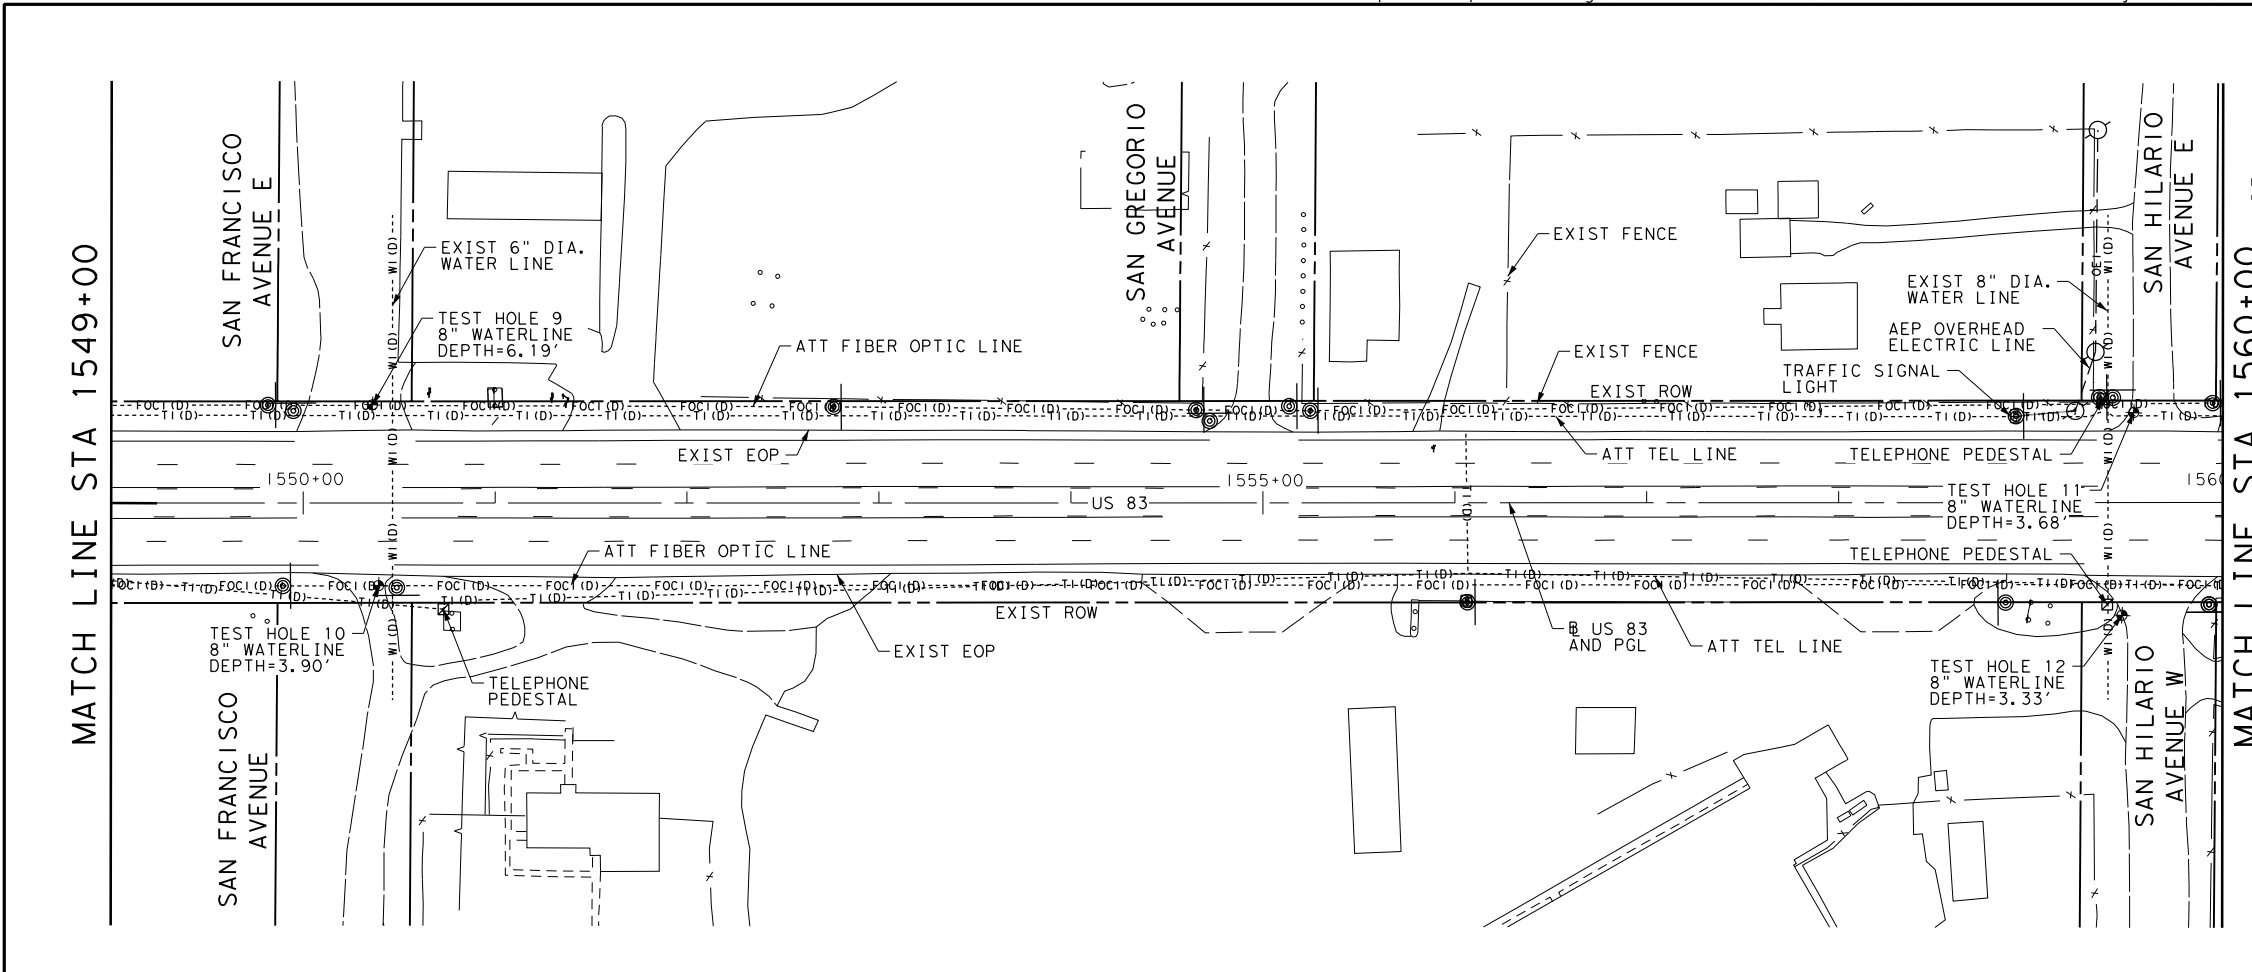 MATCH LINE STA 1549+00
SAN FRANCISCO
AVENUE E
EXIST 6" DIA.
WATER LINE
TEST HOLE 9
8" WATERLINE
DEPTH=6.19'
ATT FIBER OPTIC LINE
SAN GREGORIO
AVENUE
EXIST FENCE
EXIST FENCE
EXIST ROW
EXIST 8" DIA.
WATER LINE
AEP OVERHEAD
ELECTRIC LINE
TRAFFIC SIGNAL
LIGHT
SAN HILARIO
AVENUE E
MATCH LINE STA 1560+00
EXIST EOP
ATT TEL LINE
TELEPHONE PEDESTAL
1550+00
1555+00
US 83
TEST HOLE 11
8" WATERLINE
DEPTH=3.68'
ATT FIBER OPTIC LINE
TELEPHONE PEDESTAL
EXIST ROW
TEST HOLE 10
8" WATERLINE
DEPTH=3.90'
EXIST EOP
TELEPHONE
PEDESTAL
US 83
AND PGL
ATT TEL LINE
TEST HOLE 12
8" WATERLINE
DEPTH=3.33'
SAN FRANCISCO
AVENUE
SAN HILARIO
AVENUE W